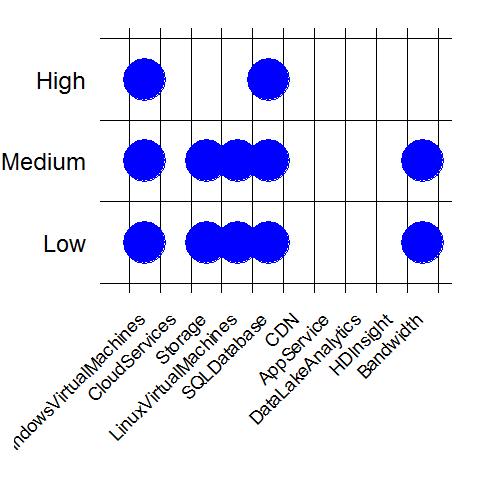 High
Medium
Low
ndowsVirtualMachines
CloudServices
Storage
LinuxVirtualMachines
SQLDatabase
CDN
AppService
DataLakeAnalytics
HDInsight
Bandwidth